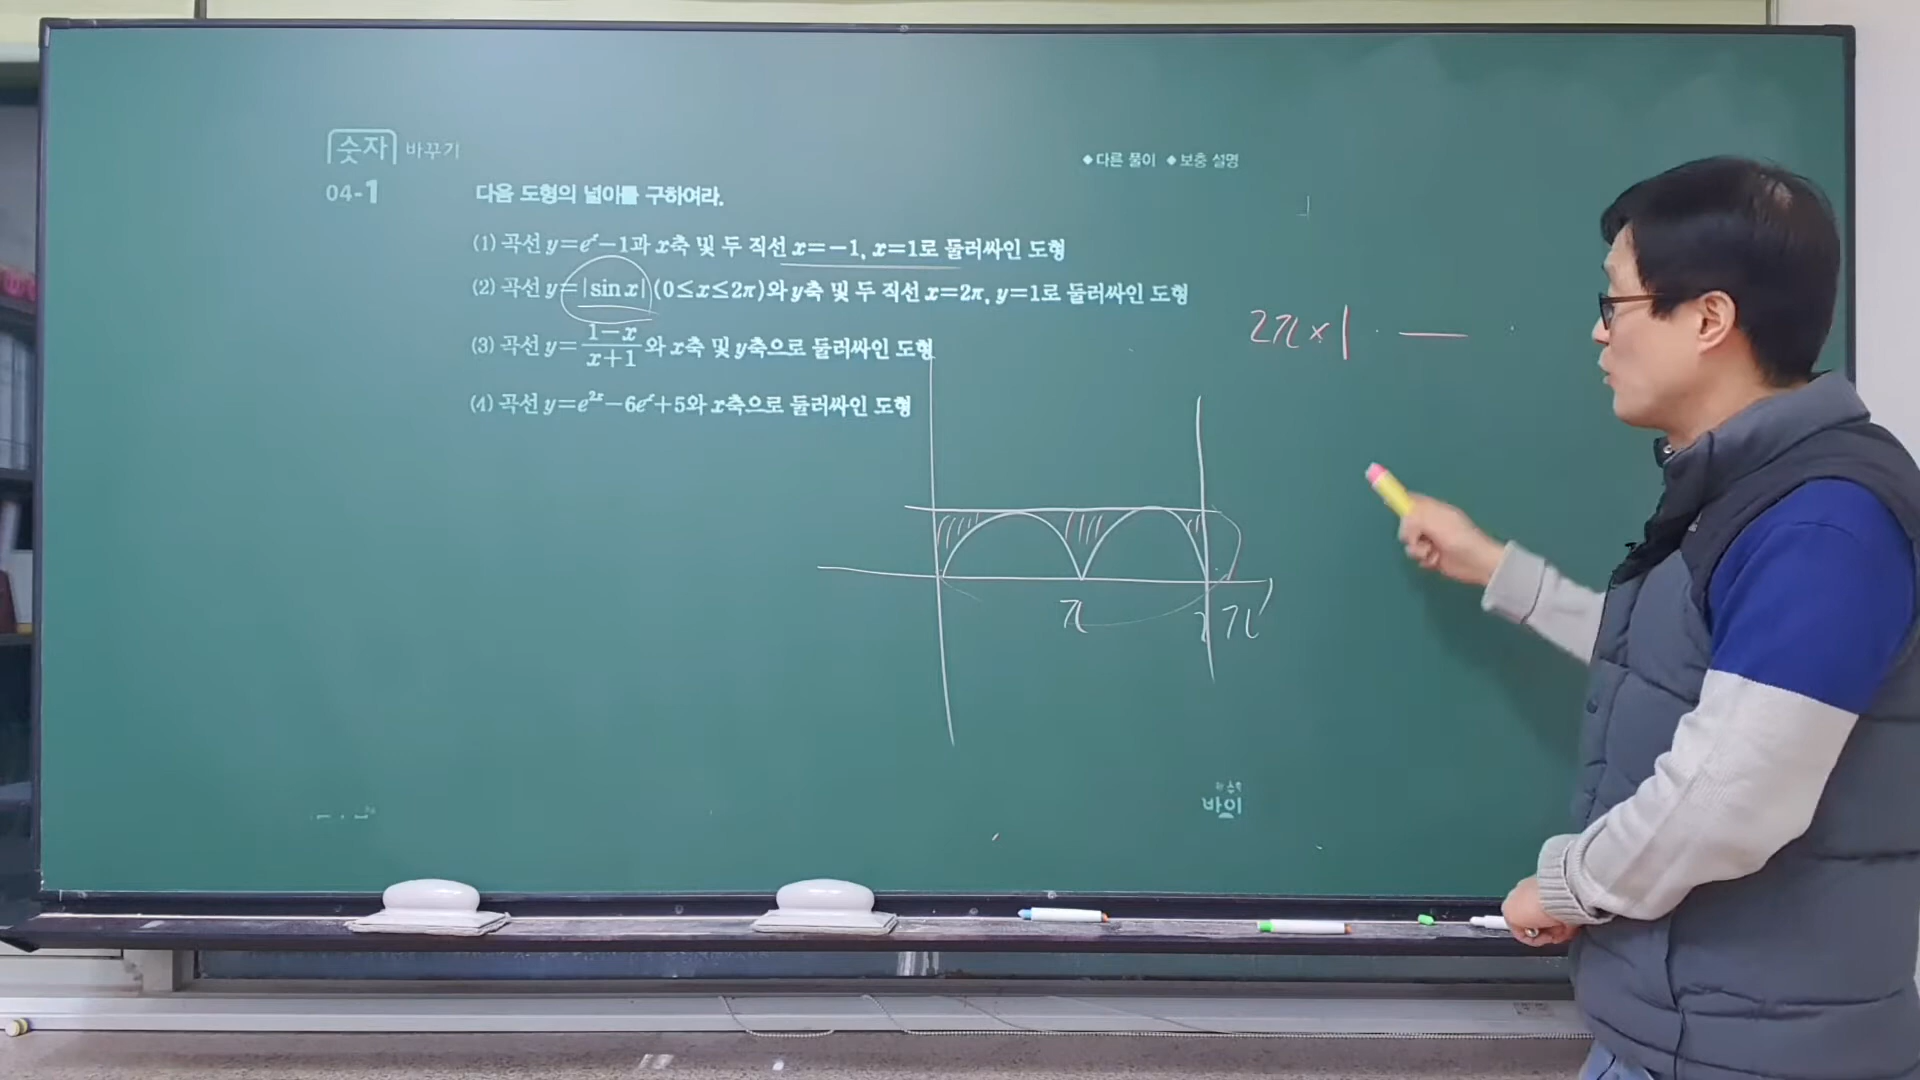 숫자 바꾸기
◆다른 풀이 ◆보충 설명
04-1 다음 도형의 넓이를 구하여라.
(1) 곡선 y=eˣ-1과 x축 및 두 직선 x=-1, x=1로 둘러싸인 도형
(2) 곡선 y=|sin x| (0≤x≤2π)와 y축 및 두 직선 x=2π, y=1로 둘러싸인 도형
(3) 곡선 y=\frac{1-x}{x+1}와 x축 및 y축으로 둘러싸인 도형
(4) 곡선 y=e²ˣ-6eˣ+5와 x축으로 둘러싸인 도형
2π×1 -
π 2π
바이